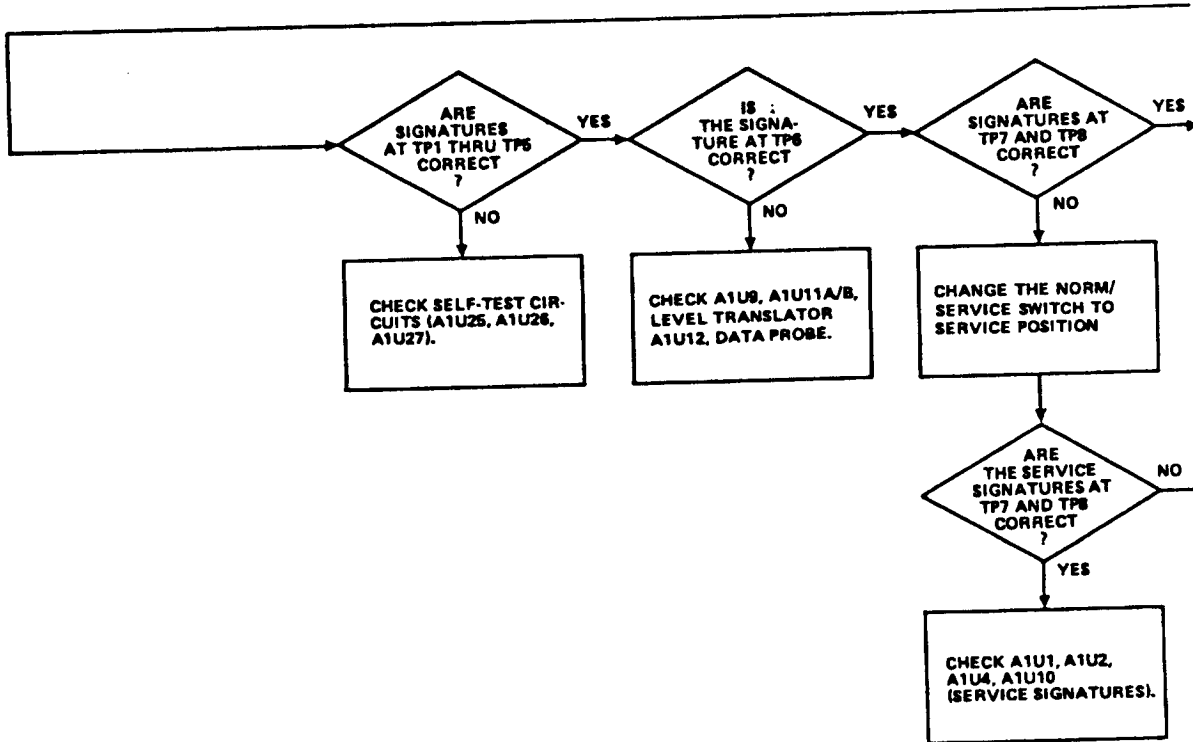 ARE
SIGNATURES
AT TP1 THRU TP5
CORRECT
?
YES
NO
CHECK SELF-TEST CIR-
CUITS (A1U25, A1U26,
A1U27).
IS :
THE SIGNA-
TURE AT TP6
CORRECT
?
YES
NO
CHECK A1U9, A1U11A/B,
LEVEL TRANSLATOR
A1U12, DATA PROBE.
ARE
SIGNATURES AT
TP7 AND TP8
CORRECT
?
YES
NO
CHANGE THE NORM/
SERVICE SWITCH TO
SERVICE POSITION
ARE
THE SERVICE
SIGNATURES AT
TP7 AND TP8
CORRECT
?
NO
YES
CHECK A1U1, A1U2,
A1U4, A1U10
(SERVICE SIGNATURES).